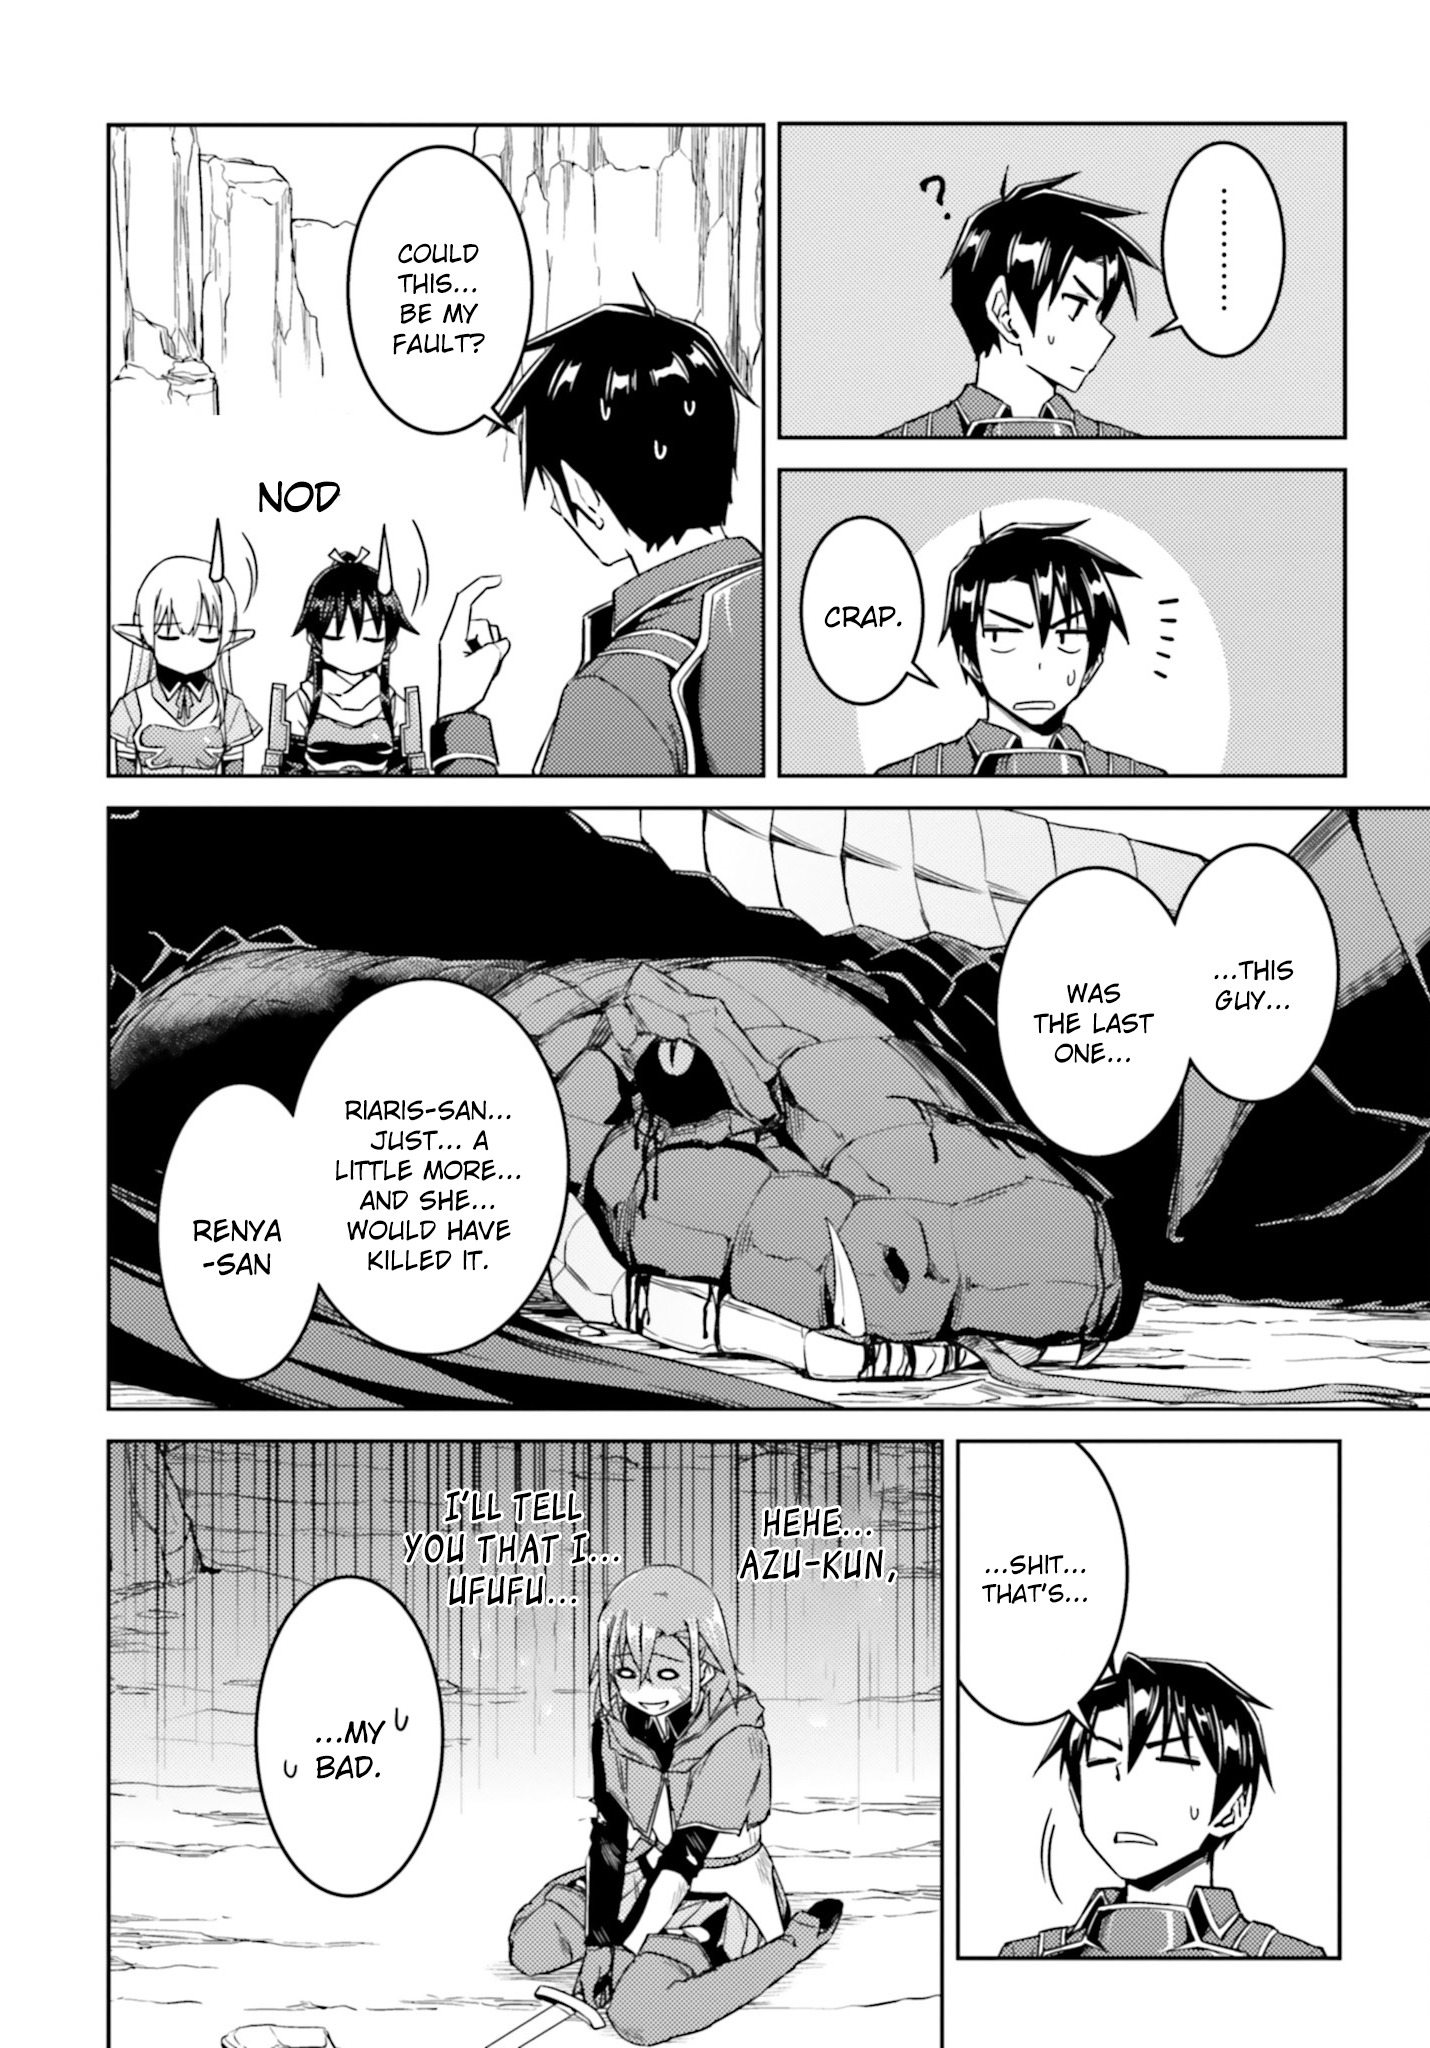 ?
.........
CRAP.
COULD
THIS...
BE MY
FAULT?
NOD
...THIS
GUY...
WAS
THE LAST
ONE...
RIARIS-SAN...
JUST... A
LITTLE MORE...
AND SHE...
WOULD HAVE
KILLED IT.
RENYA
-SAN
...SHIT...
THAT'S...
HEHE...
AZU-KUN,
I'LL TELL
YOU THAT I...
UFUFU...
...MY
BAD.